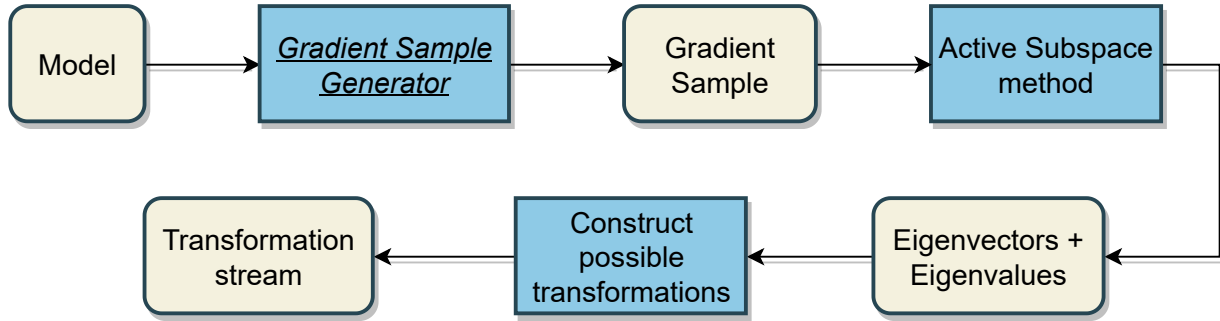 Model
Gradient Sample
Generator
Gradient
Sample
Active Subspace
method
Eigenvectors +
Eigenvalues
Construct
possible
transformations
Transformation
stream